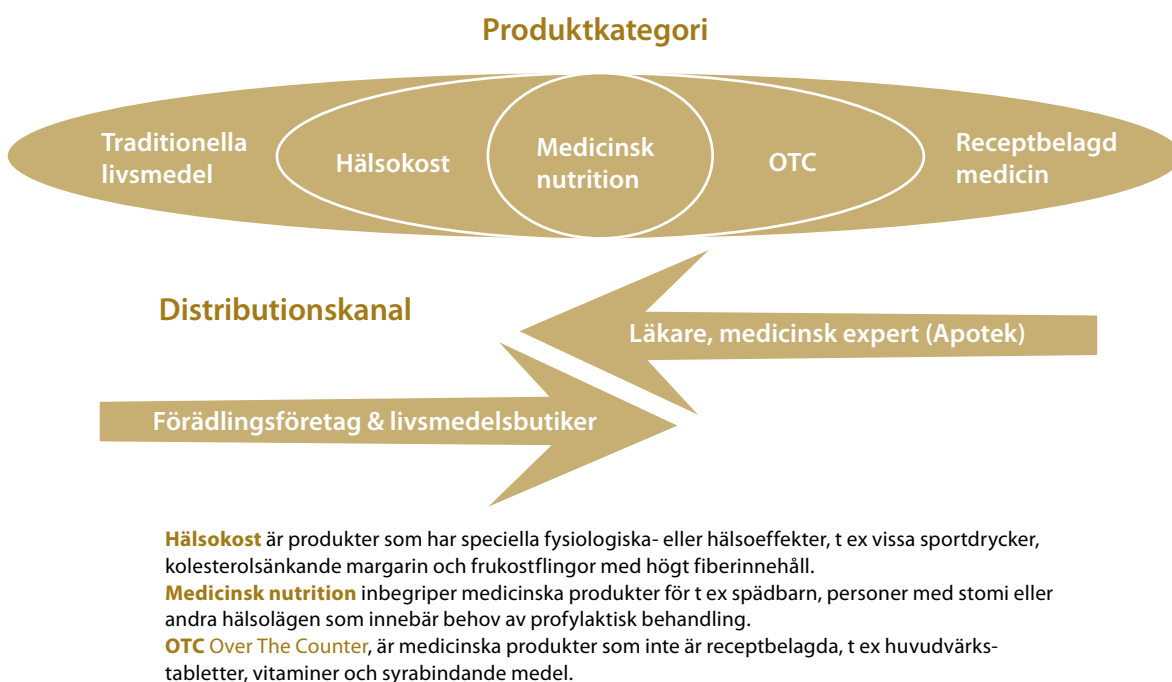 Produktkategori
Traditionella
livsmedel
Hälsokost
Medicinsk
nutrition
OTC
Receptbelagd
medicin
Distributionskanal
Läkare, medicinsk expert (Apotek)
Förädlingsföretag & livsmedelsbutiker
Hälsokost är produkter som har speciella fysiologiska- eller hälsoeffekter, t ex vissa sportdrycker,
kolesterolsänkande margarin och frukostflingor med högt fiberinnehåll.
Medicinsk nutrition inbegriper medicinska produkter för t ex spädbarn, personer med stomi eller
andra hälsolägen som innebär behov av profylaktisk behandling.
OTC Over The Counter, är medicinska produkter som inte är receptbelagda, t ex huvudvärks-
tabletter, vitaminer och syrabindande medel.